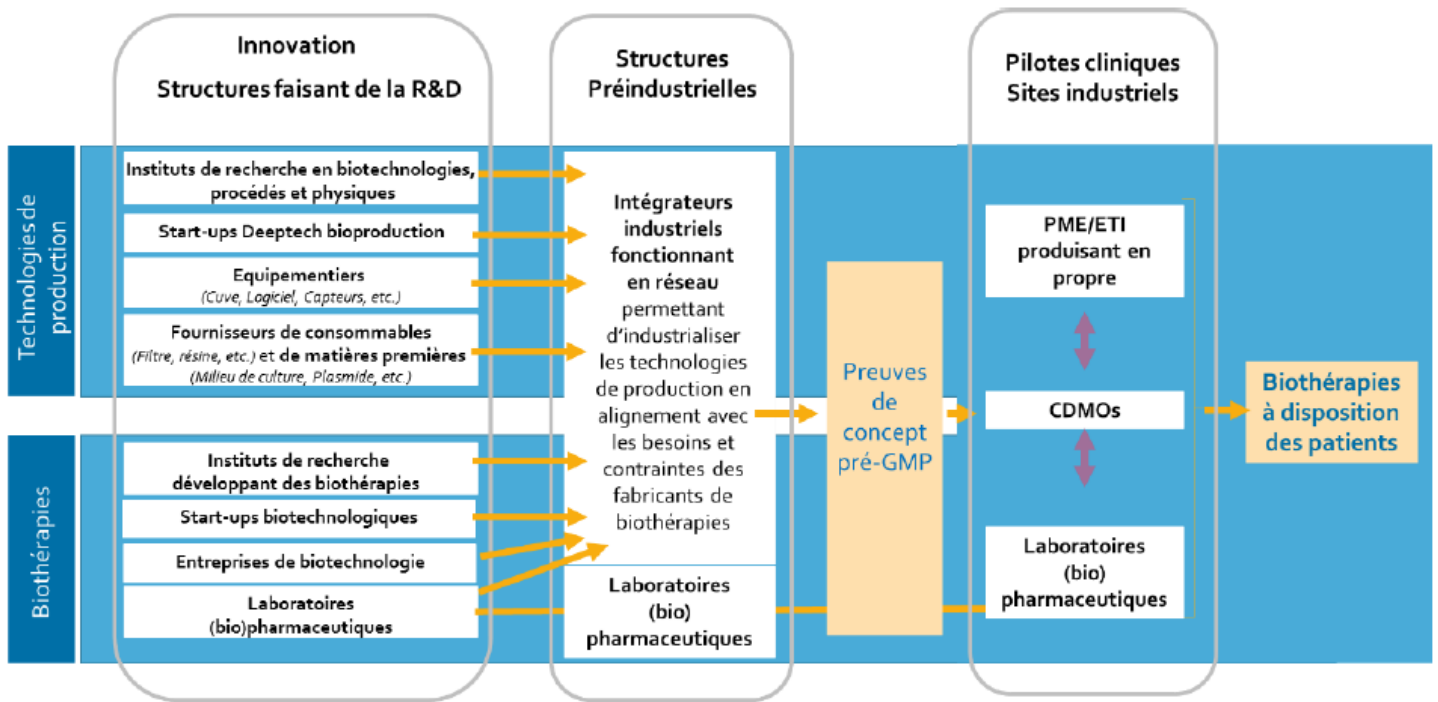 Innovation
Structures faisant de la R&D
Structures
Préindustrielles
Pilotes cliniques
Sites industriels
Technologies de
production
Instituts de recherche en biotechnologies,
procédés et physiques
Start-ups Deeptech bioproduction
Equipementiers
(Cuve, Logiciel, Capteurs, etc.)
Fournisseurs de consommables
(Filtre, résine, etc.) et de matières premières
(Milieu de culture, Plasmide, etc.)
Biothérapies
Instituts de recherche
développant des biothérapies
Start-ups biotechnologiques
Entreprises de biotechnologie
Laboratoires
(bio)pharmaceutiques
Intégrateurs
industriels
fonctionnant
en réseau
permettant
d'industrialiser
les technologies
de production en
alignement avec
les besoins et
contraintes des
fabricants de
biothérapies
Laboratoires
(bio)
pharmaceutiques
Preuves
de
concept
pré-GMP
PME/ETI
produisant en
propre
CDMOs
Laboratoires
(bio)
pharmaceutiques
Biothérapies
à disposition
des patients